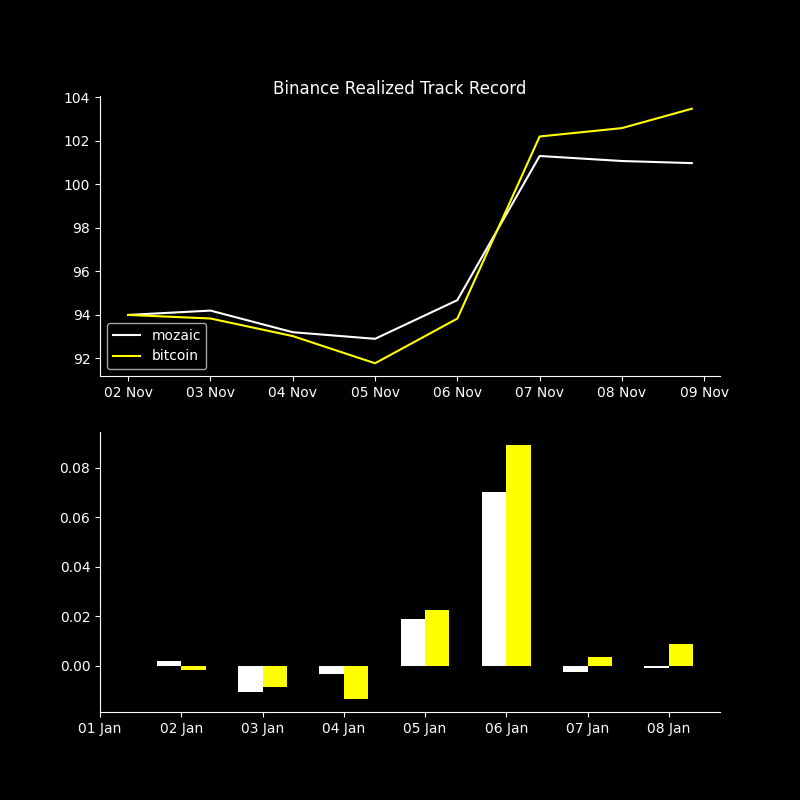 Binance Realized Track Record
104
102
100
98
96
94
92
mozaic
bitcoin
02 Nov 03 Nov 04 Nov 05 Nov 06 Nov 07 Nov 08 Nov 09 Nov
0.08
0.06
0.04
0.02
0.00
01 Jan 02 Jan 03 Jan 04 Jan 05 Jan 06 Jan 07 Jan 08 Jan